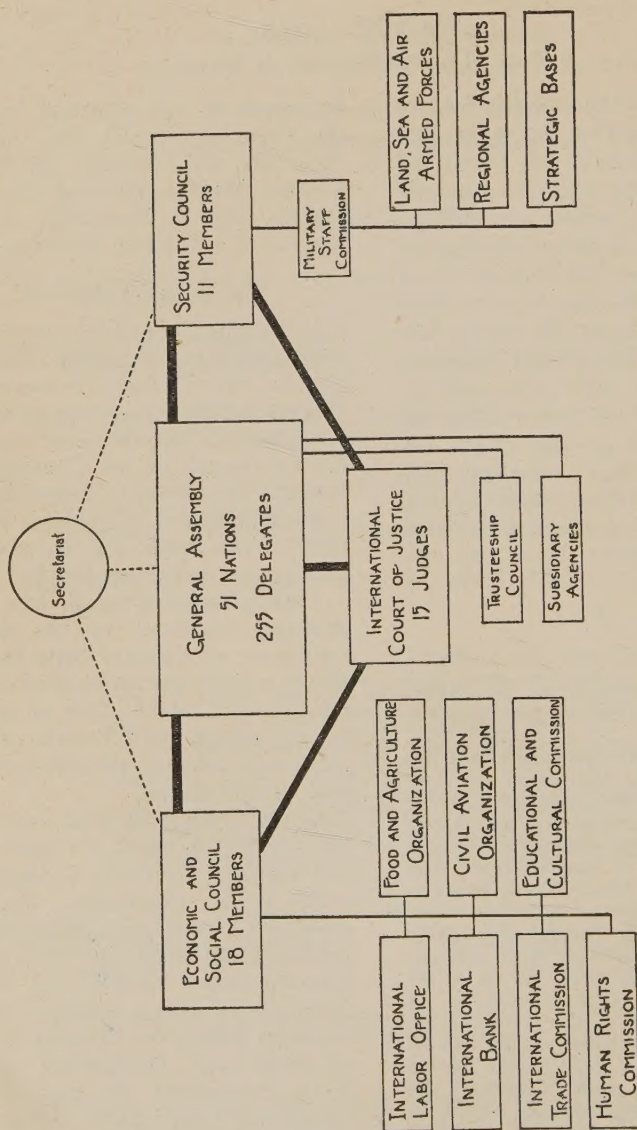 Secretariat
ECONOMIC AND
SOCIAL COUNCIL
18 MEMBERS
GENERAL ASSEMBLY
51 NATIONS
255 DELEGATES
SECURITY COUNCIL
11 MEMBERS
INTERNATIONAL
COURT OF JUSTICE
15 JUDGES
MILITARY
STAFF
COMMISSION
INTERNATIONAL
LABOR OFFICE
FOOD AND AGRICULTURE
ORGANIZATION
INTERNATIONAL
BANK
CIVIL AVIATION
ORGANIZATION
INTERNATIONAL
TRADE COMMISSION
EDUCATIONAL AND
CULTURAL COMMISSION
HUMAN RIGHTS
COMMISSION
TRUSTEESHIP
COUNCIL
SUBSIDIARY
AGENCIES
LAND, SEA AND AIR
ARMED FORCES
REGIONAL AGENCIES
STRATEGIC BASES